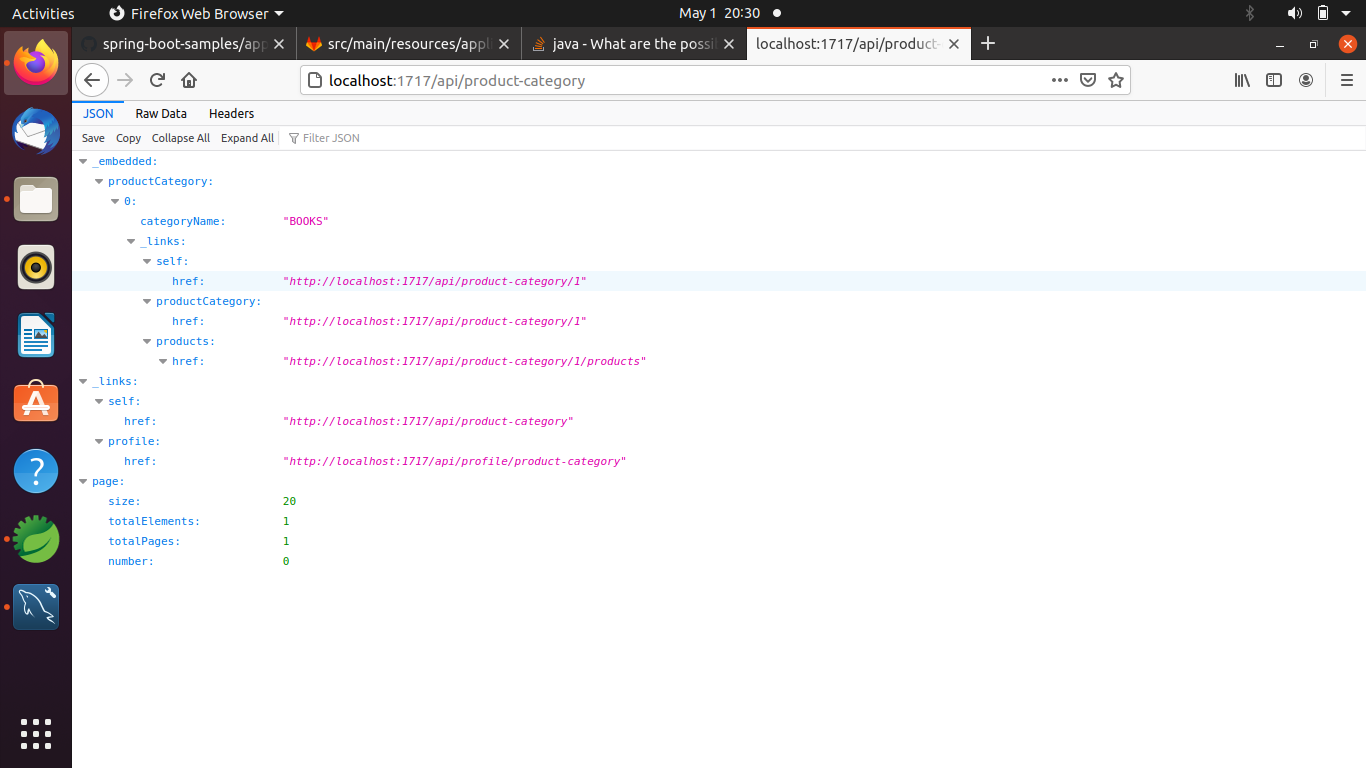 Activities Firefox Web Browser May 1 20:30
spring-boot-samples/app src/main/resources/appl java - What are the possil localhost:1717/api/product-
localhost:1717/api/product-category
JSON Raw Data Headers
Save Copy Collapse All Expand All Filter JSON
_embedded:
productCategory:
0:
categoryName: "BOOKS"
_links:
self:
href: "http://localhost:1717/api/product-category/1"
productCategory:
href: "http://localhost:1717/api/product-category/1"
products:
href: "http://localhost:1717/api/product-category/1/products"
_links:
self:
href: "http://localhost:1717/api/product-category"
profile:
href: "http://localhost:1717/api/profile/product-category"
page:
size: 20
totalElements: 1
totalPages: 1
number: 0